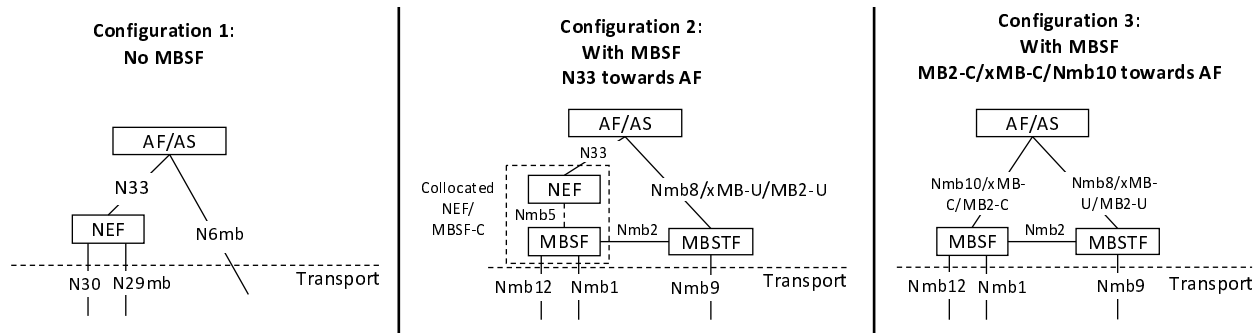 Configuration 1:
No MBSF
AF/AS
N33
NEF
N6mb
Transport
N30
N29mb
Configuration 2:
With MBSF
N33 towards AF
AF/AS
N33
Collocated
NEF/
MBSF-C
NEF
Nmb8/xMB-U/MB2-U
Nmb5
MBSF
Nmb2
MBSTF
Transport
Nmb12
Nmb1
Nmb9
Configuration 3:
With MBSF
MB2-C/xMB-C/Nmb10 towards AF
AF/AS
Nmb10/xMB-
C/MB2-C
Nmb8/xMB-
U/MB2-U
MBSF
Nmb2
MBSTF
Transport
Nmb12
Nmb1
Nmb9